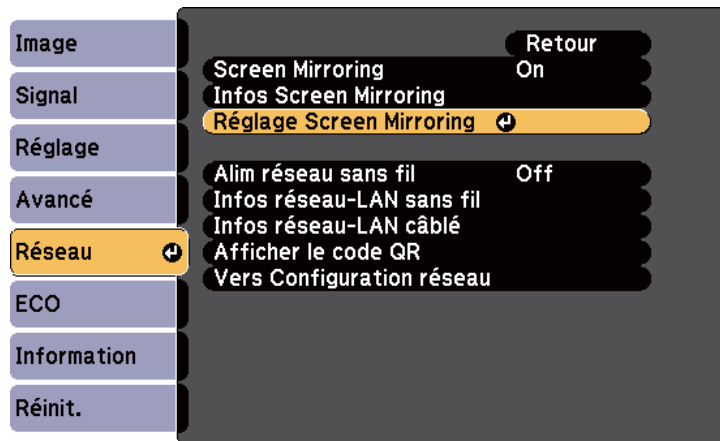 Image
Signal
Réglage
Avancé
Réseau
ECO
Information
Réinit.
Retour
Screen Mirroring On
Infos Screen Mirroring
Réglage Screen Mirroring
Alim réseau sans fil Off
Infos réseau-LAN sans fil
Infos réseau-LAN câblé
Afficher le code QR
Vers Configuration réseau